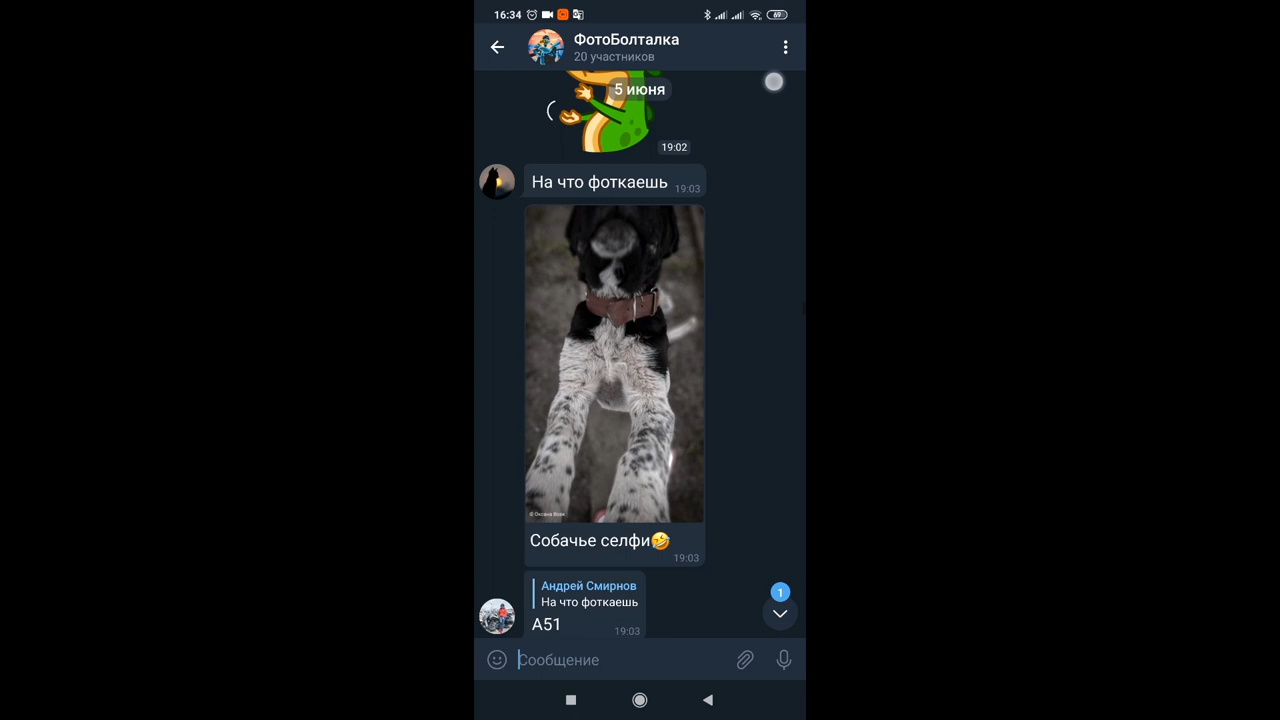 16:34
69
ФотоБолталка
20 участников
5 июня
19:02
На что фоткаешь
19:03
Собачье селфи🤣
19:03
Андрей Смирнов
На что фоткаешь
A51
19:03
1
Сообщение